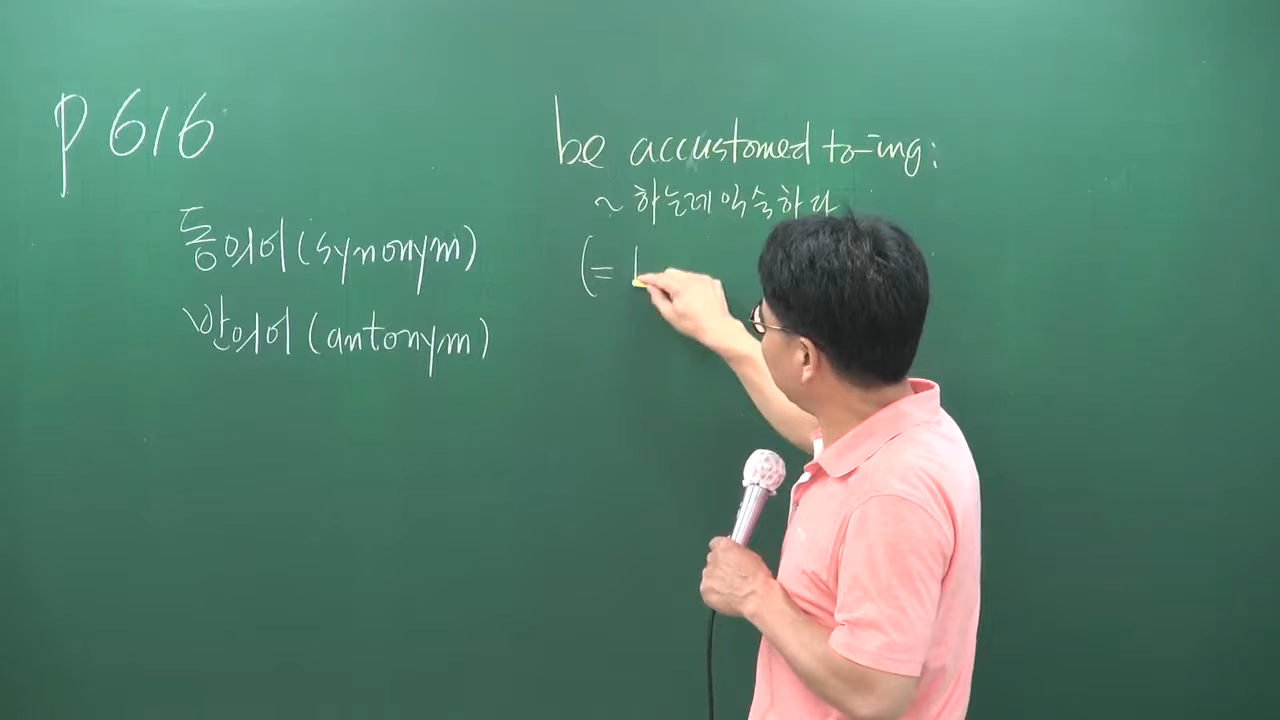 p 616
동의어(synonym)
반의어(antonym)
be accustomed to-ing:
~하는데 익숙하다
(=